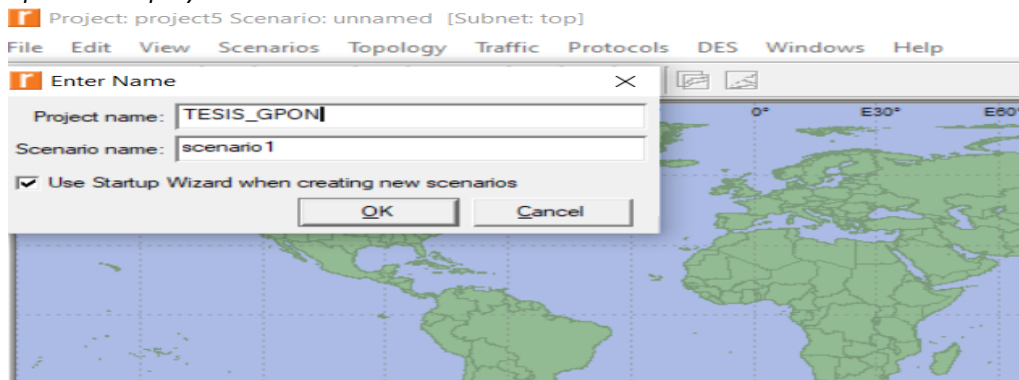 Project: project5 Scenario: unnamed [Subnet: top]
File Edit View Scenarios Topology Traffic Protocols DES Windows Help
Enter Name
Project name: TESIS_GPON
Scenario name: scenario1
Use Startup Wizard when creating new scenarios
OK Cancel
0° E30° E60°